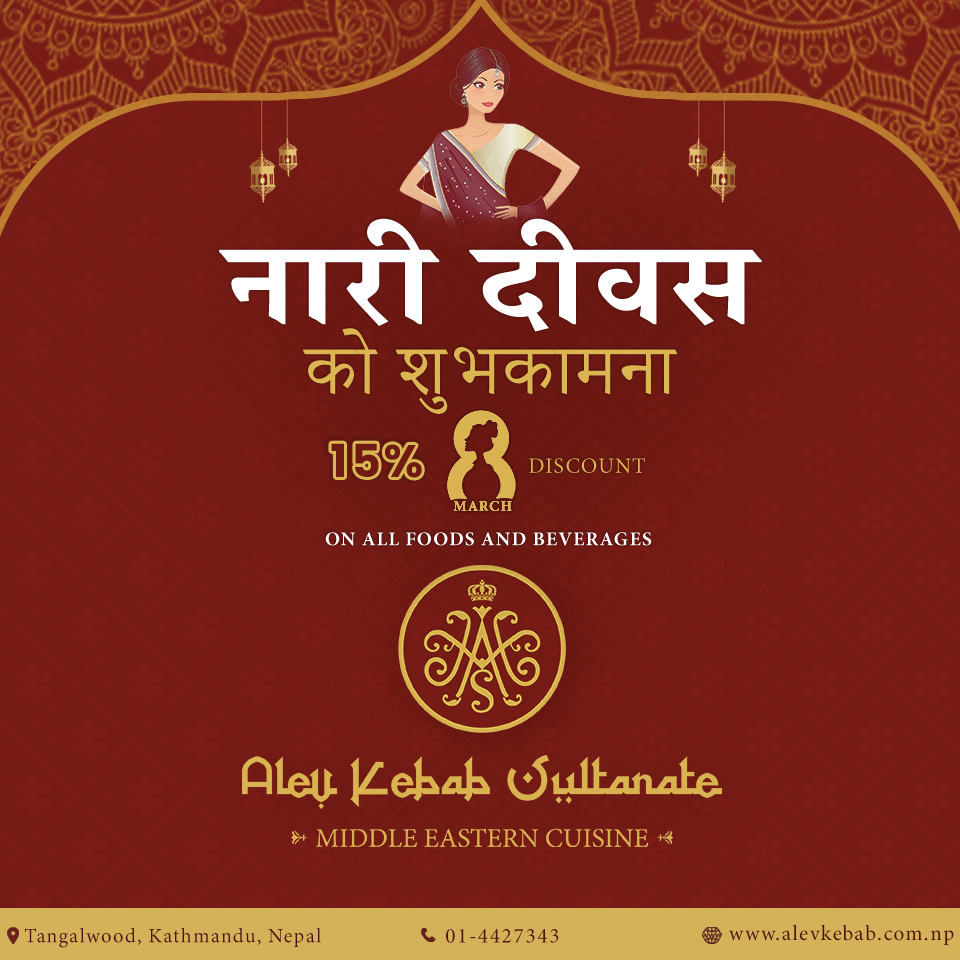 नारी दीवस
को शुभकामना
15% 8 DISCOUNT
MARCH
ON ALL FOODS AND BEVERAGES
A S
Alev Kebab Sultanate
MIDDLE EASTERN CUISINE
Tangalwood, Kathmandu, Nepal 01-4427343 www.alevkebab.com.np